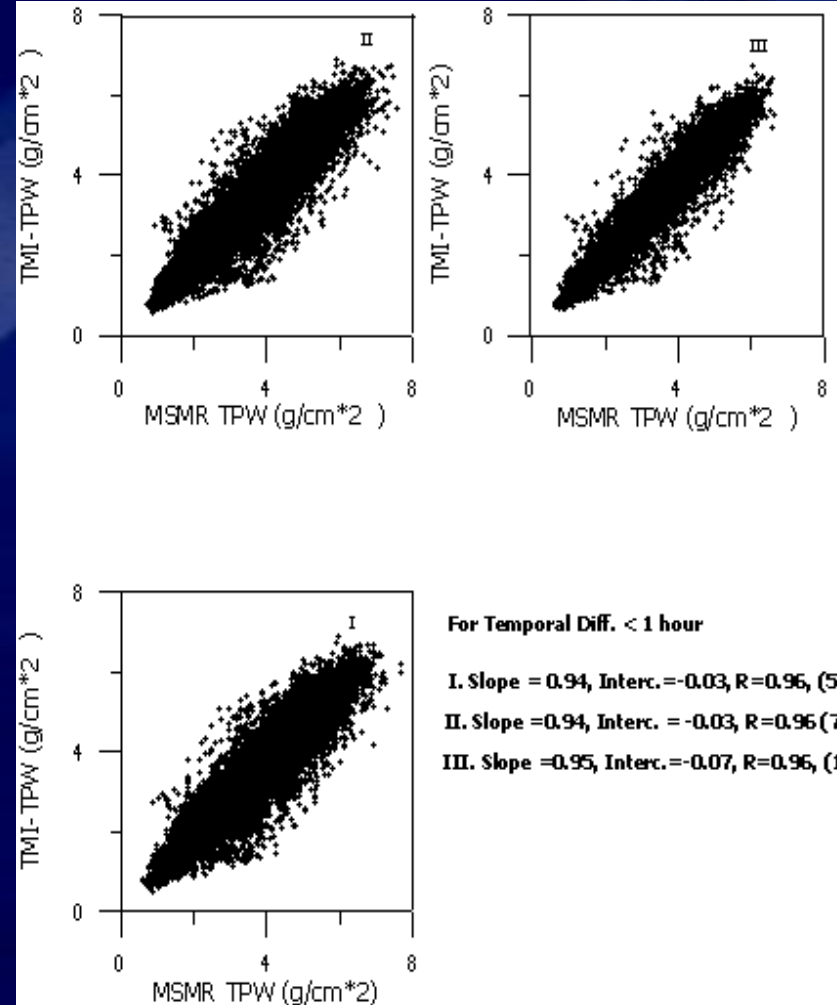 8
II
TMI-TPW (g/cm*2 )
4
0
0 4 8
MSMR TPW (g/cm*2 )
8
III
TMI-TPW (g/cm*2)
4
0
0 4 8
MSMR TPW (g/cm*2 )
8
I
TMI-TPW (g/cm*2 )
4
0
0 4 8
MSMR TPW (g/cm*2)
For Temporal Diff. < 1 hour
I. Slope = 0.94, Interc.=-0.03, R=0.96, (5
II. Slope =0.94, Interc. = -0.03, R=0.96 (7
III. Slope =0.95, Interc.=-0.07, R=0.96, (1